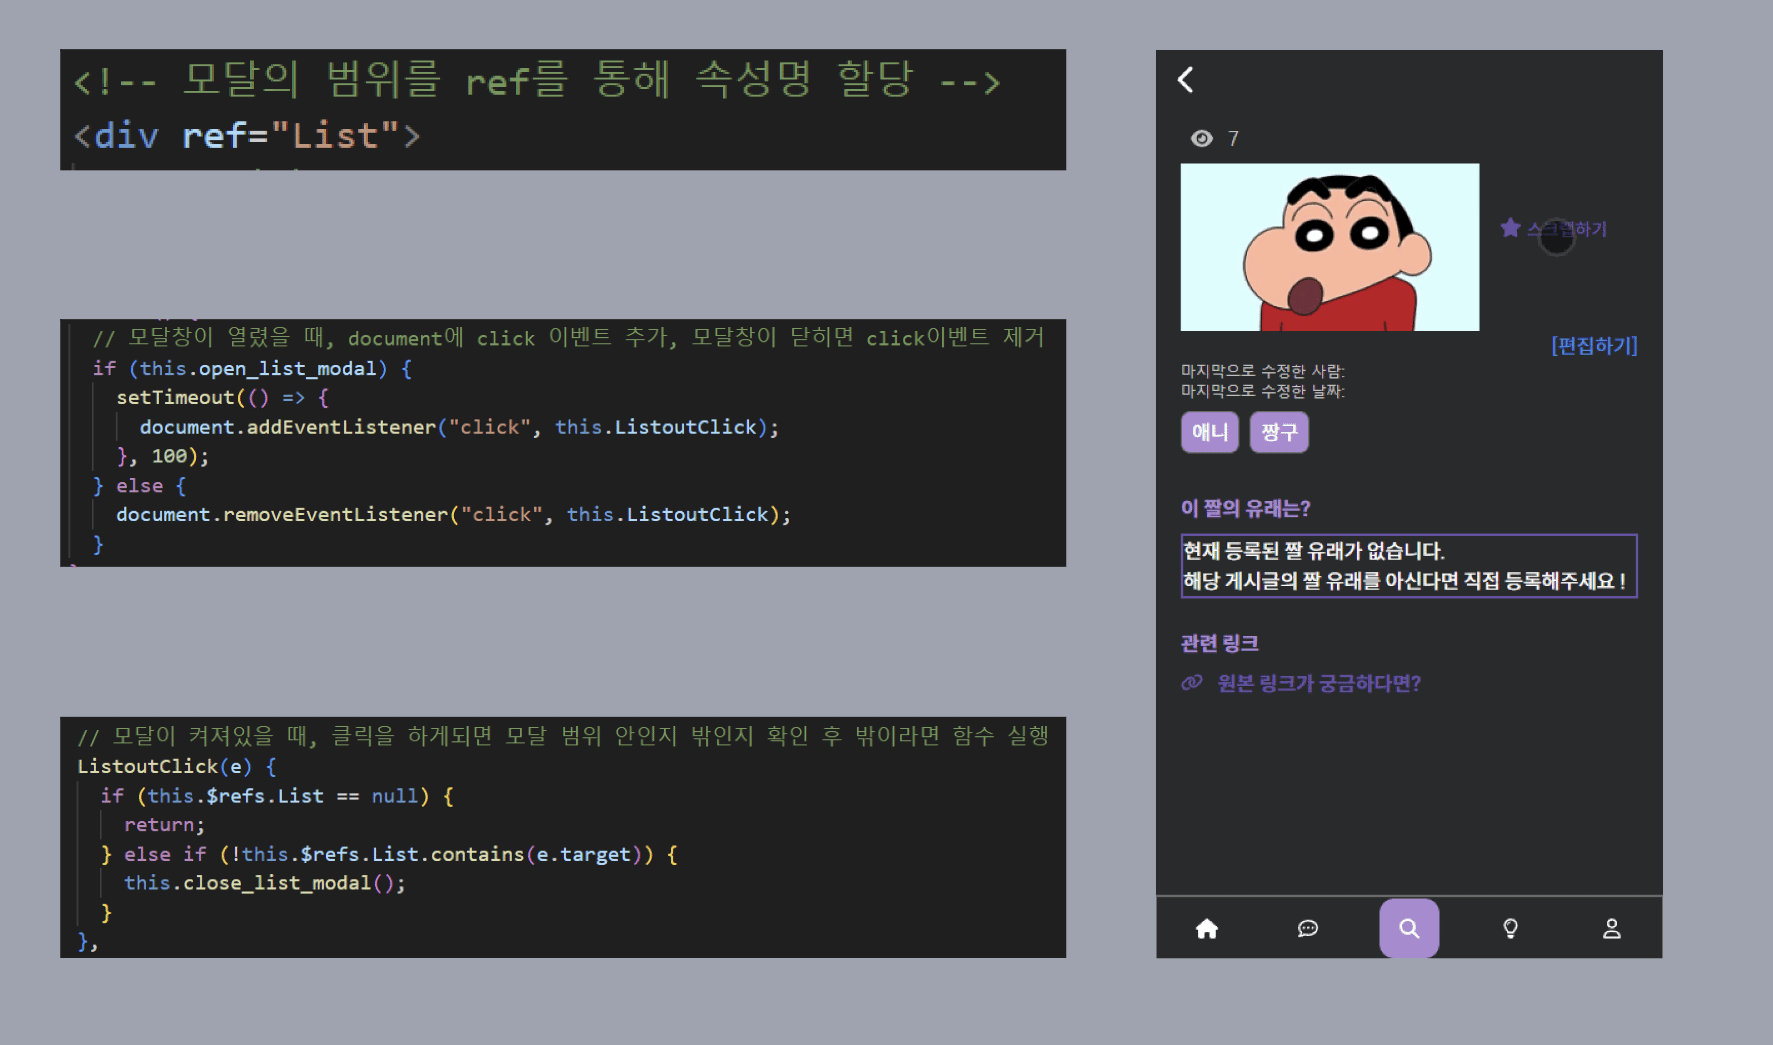 <!-- 모달의 범위를 ref를 통해 속성명 할당 -->
<div ref="List">
// 모달창이 열렸을 때, document에 click 이벤트 추가, 모달창이 닫히면 click이벤트 제거
if (this.open_list_modal) {
setTimeout(() => {
document.addEventListener("click", this.ListoutClick);
}, 100);
} else {
document.removeEventListener("click", this.ListoutClick);
}
// 모달이 켜져있을 때, 클릭을 하게되면 모달 범위 안인지 밖인지 확인 후 밖이라면 함수 실행
ListoutClick(e) {
if (this.$refs.List == null) {
return;
} else if (!this.$refs.List.contains(e.target)) {
this.close_list_modal();
}
},
7
스크랩하기
[편집하기]
마지막으로 수정한 사람:
마지막으로 수정한 날짜:
애니 짱구
이 짤의 유래는?
현재 등록된 짤 유래가 없습니다.
해당 게시글의 짤 유래를 아신다면 직접 등록해주세요 !
관련 링크
원본 링크가 궁금하다면?